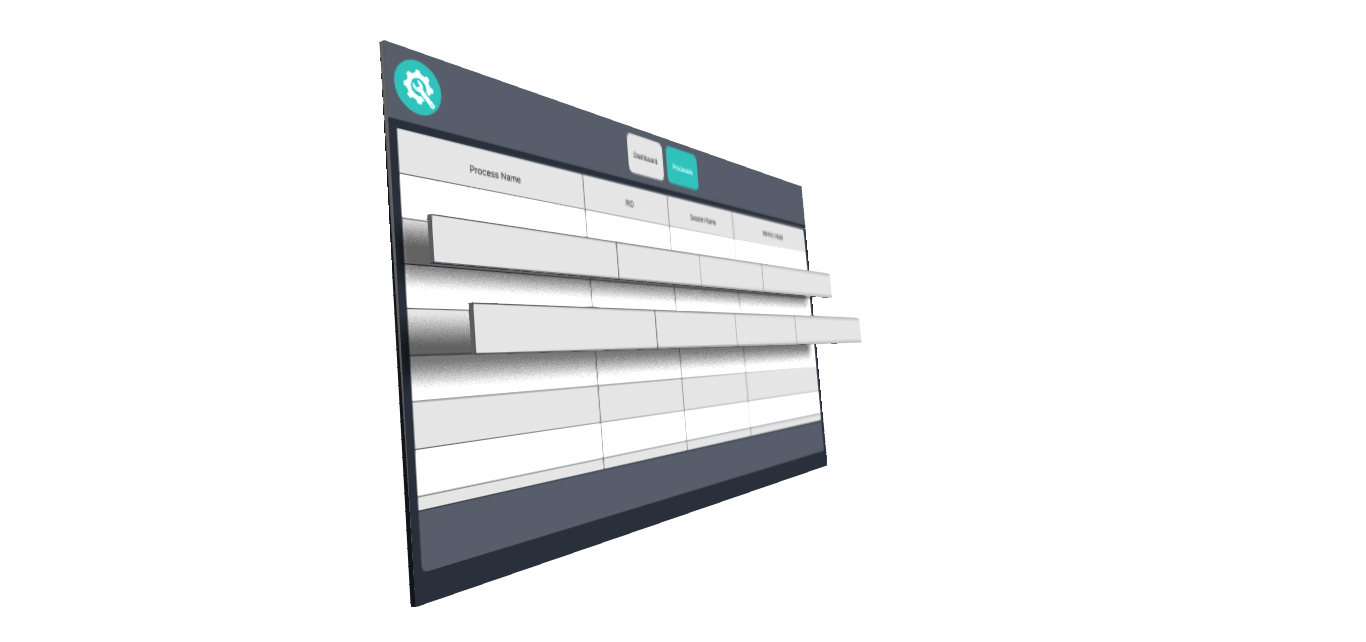 Dashboard
Processes
Process Name
PID
Session Name